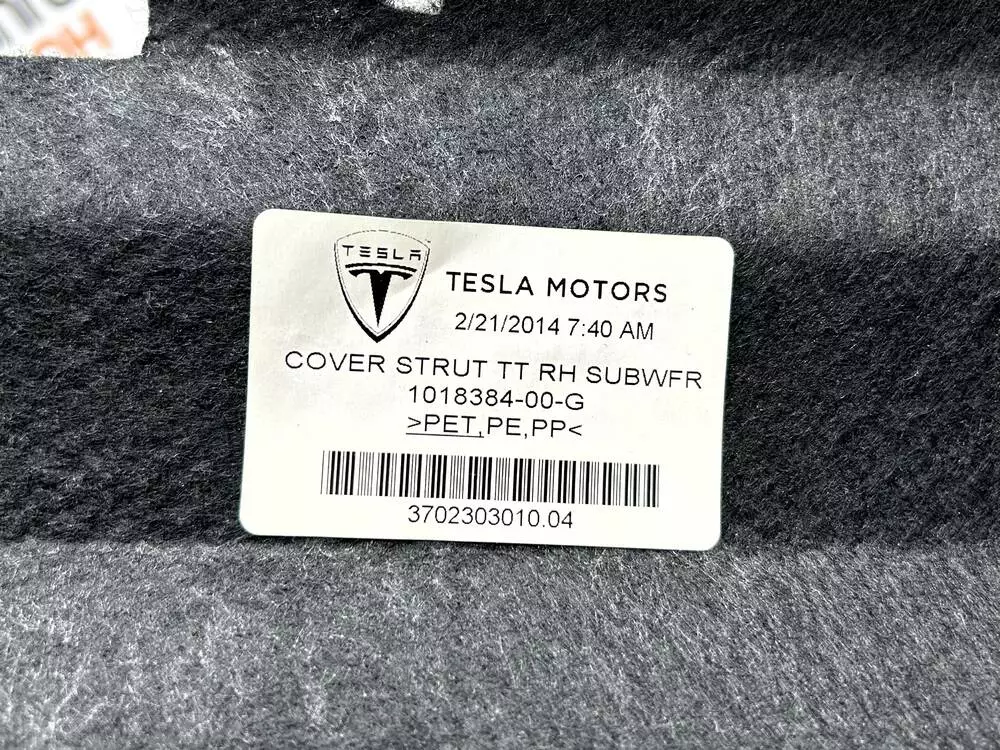 TESLA
TESLA MOTORS
2/21/2014 7:40 AM
COVER STRUT TT RH SUBWFR
1018384-00-G
>PET,PE,PP<
3702303010.04